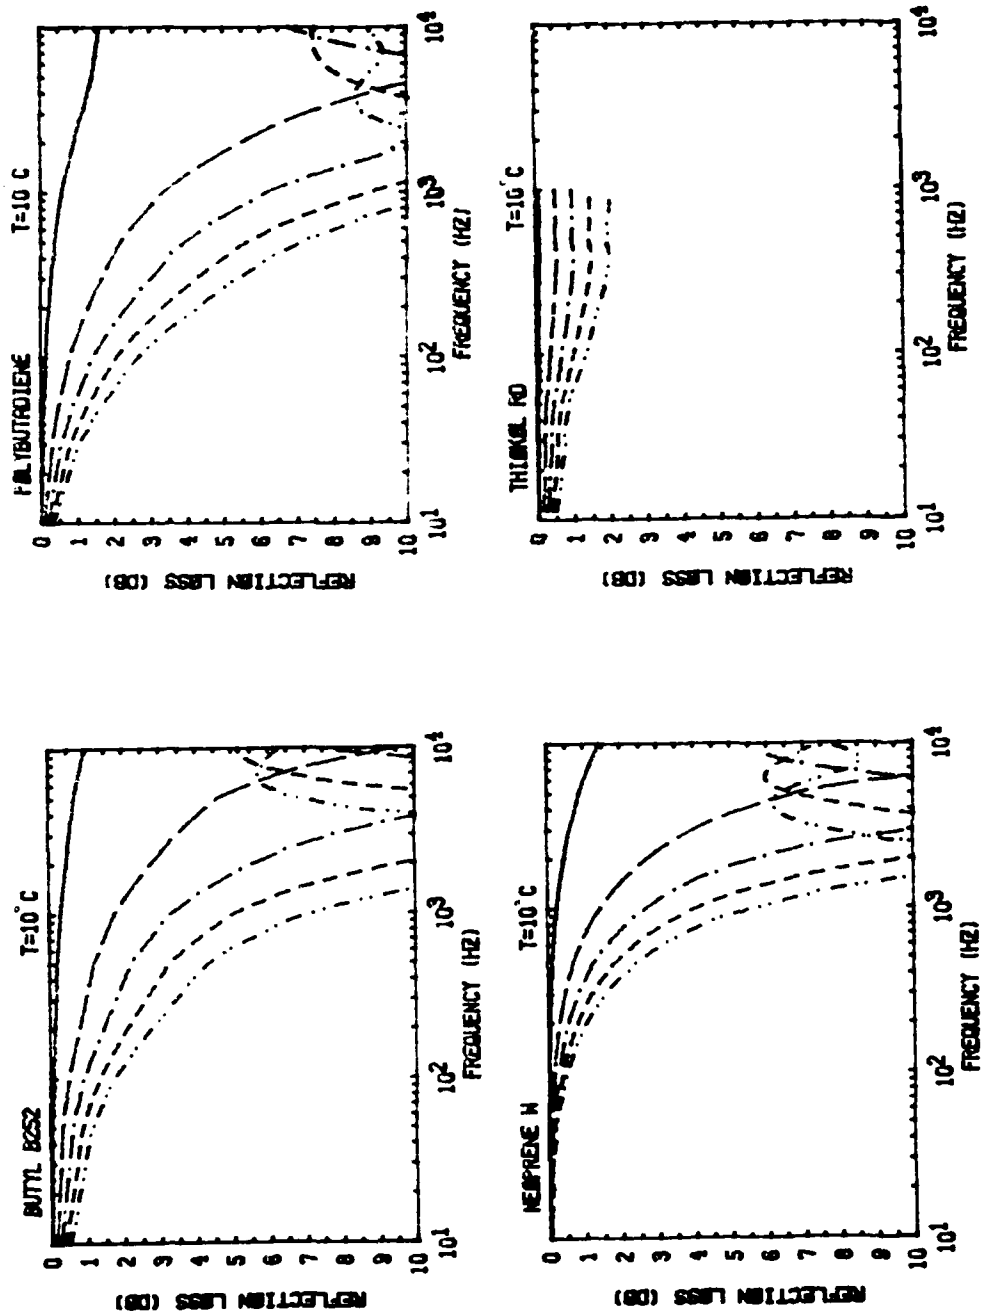 BUTYL B252 T=10°C
0
1
2
3
4
5
6
7
8
9
10
REFLECTION LOSS (DB)
10¹ 10² 10³ 10⁴
FREQUENCY (HZ)
POLYBUTADIENE T=10 C
0
1
2
3
4
5
6
7
8
9
10
REFLECTION LOSS (DB)
10¹ 10² 10³ 10⁴
FREQUENCY (HZ)
NEOPRENE W T=10°C
0
1
2
3
4
5
6
7
8
9
10
REFLECTION LOSS (DB)
10¹ 10² 10³ 10⁴
FREQUENCY (HZ)
THIOKOL RD T=10°C
0
1
2
3
4
5
6
7
8
9
10
REFLECTION LOSS (DB)
10¹ 10² 10³ 10⁴
FREQUENCY (HZ)